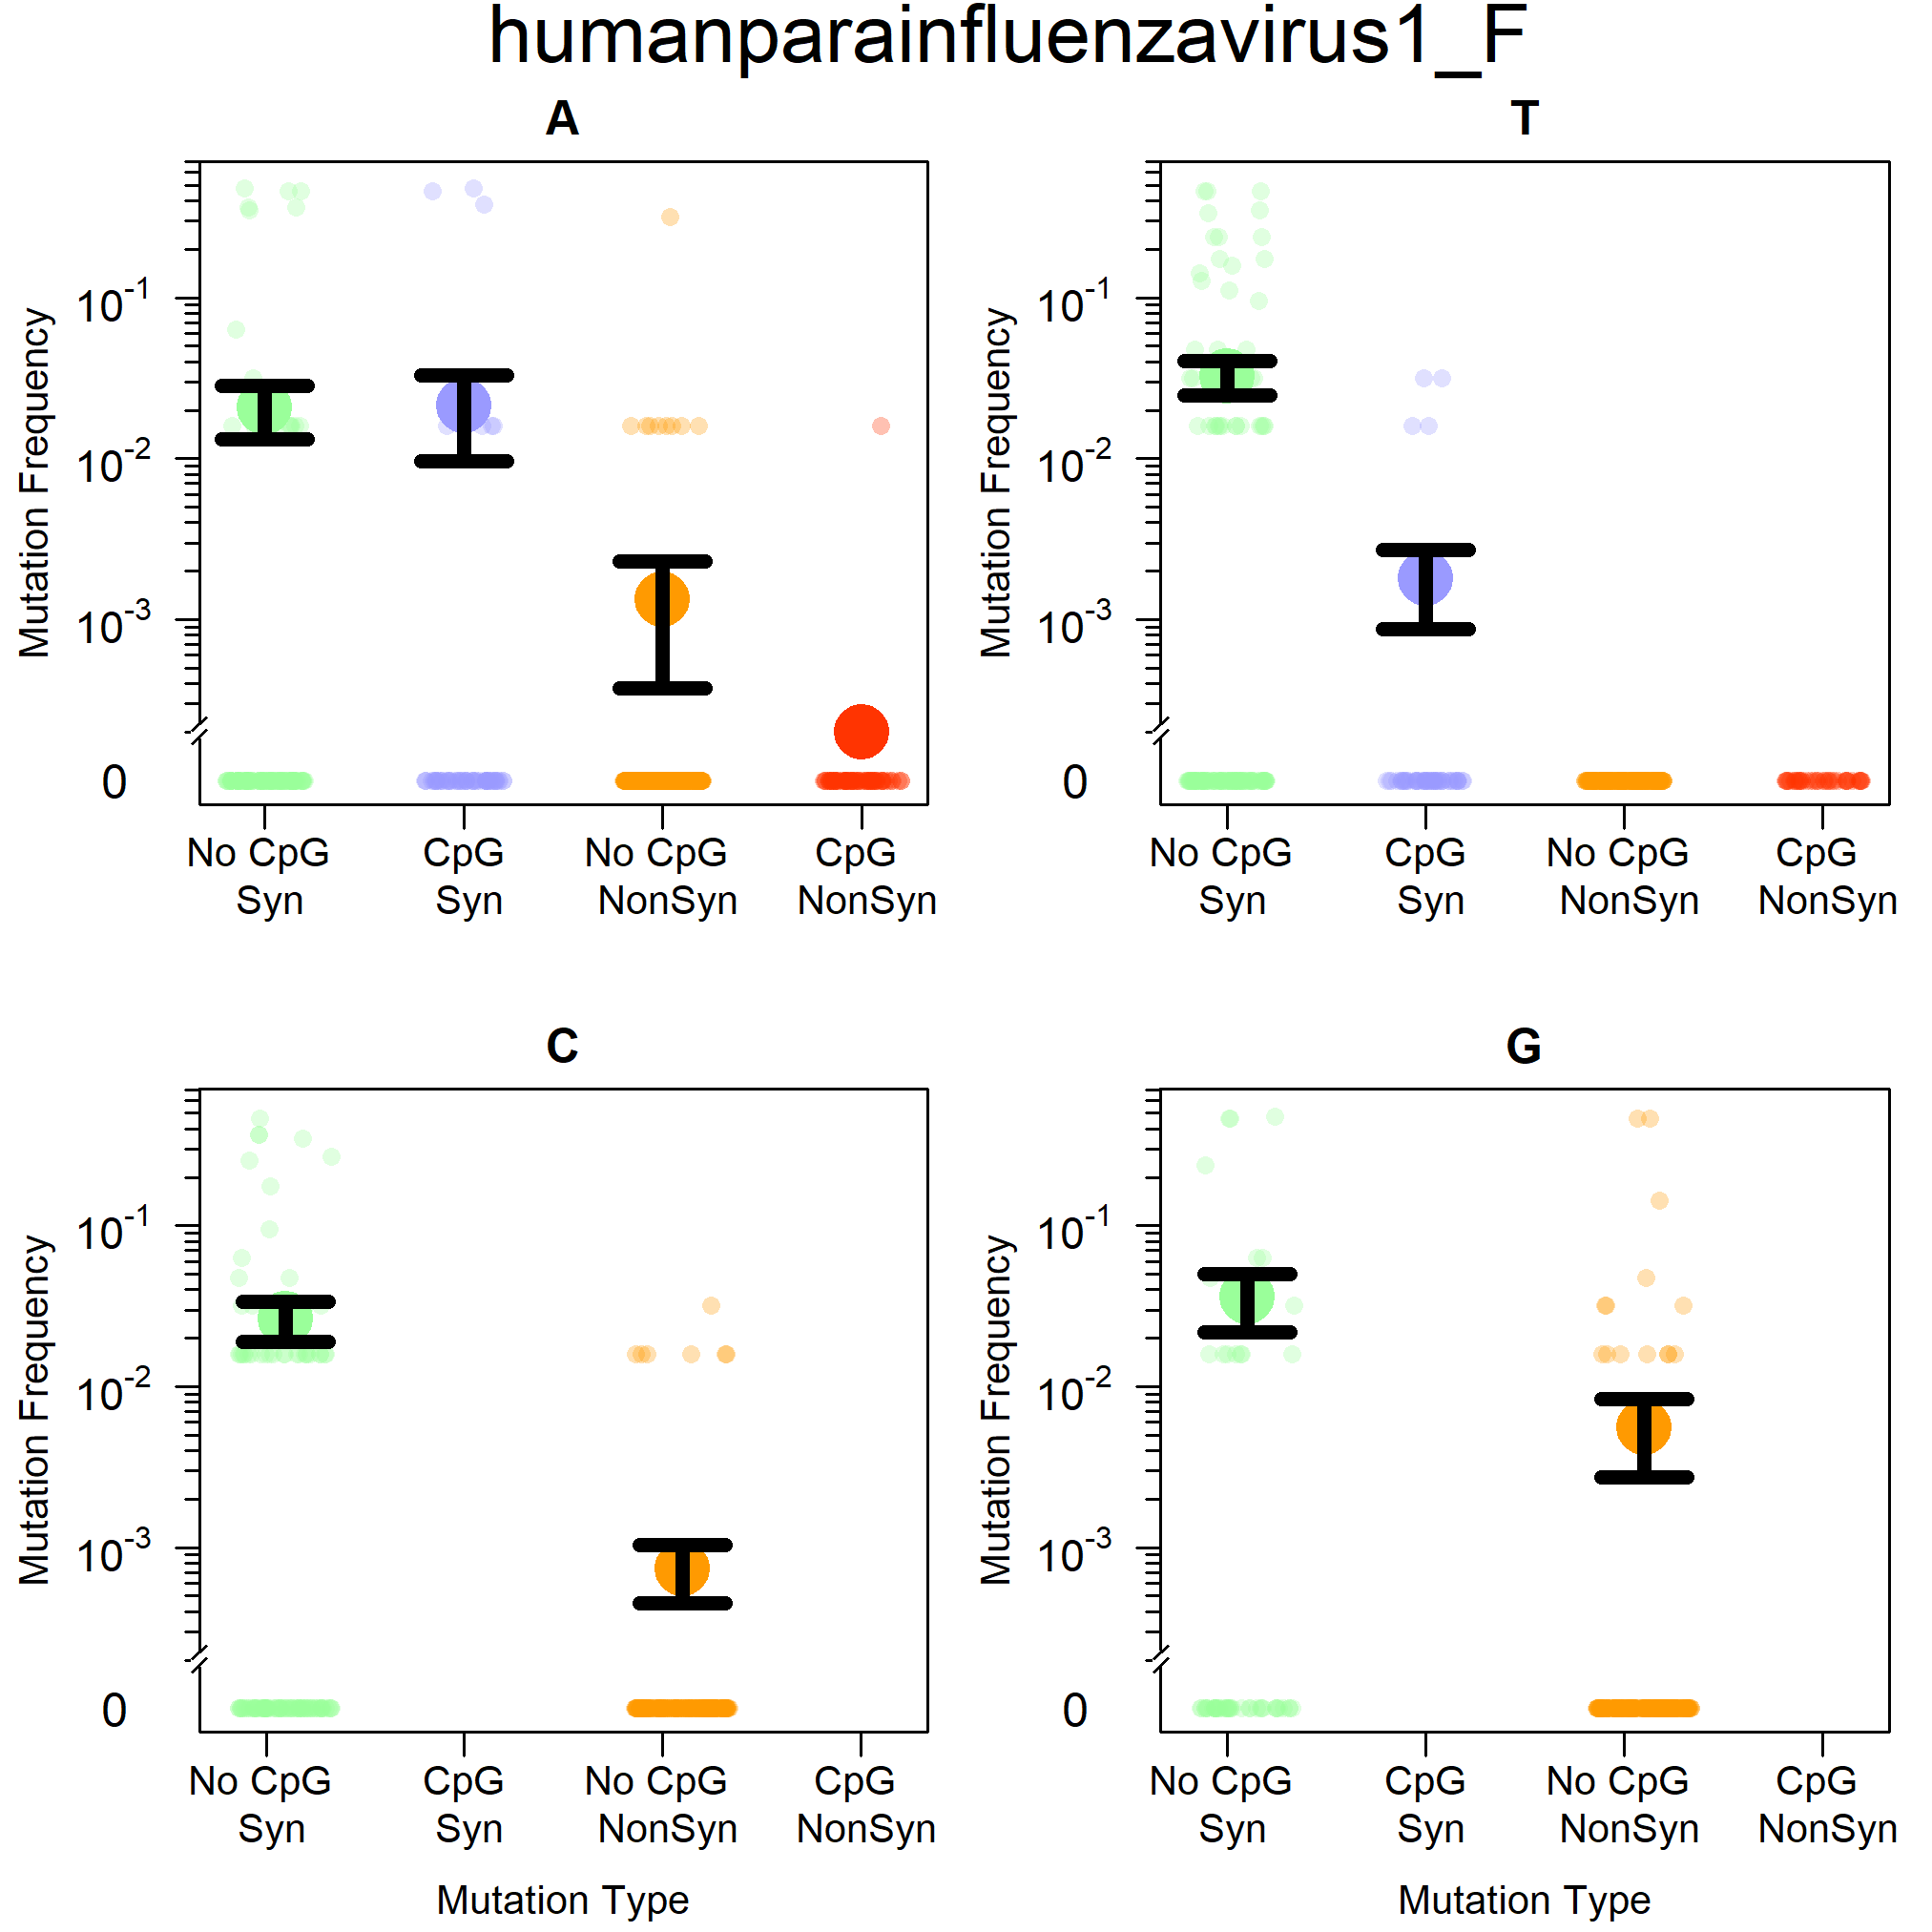 humanparainfluenzavirus1_F
A
Mutation Frequency
10-1
10-2
10-3
0
No CpG CpG No CpG CpG
Syn Syn NonSyn NonSyn
T
Mutation Frequency
10-1
10-2
10-3
0
No CpG CpG No CpG CpG
Syn Syn NonSyn NonSyn
C
Mutation Frequency
10-1
10-2
10-3
0
No CpG CpG No CpG CpG
Syn Syn NonSyn NonSyn
Mutation Type
G
Mutation Frequency
10-1
10-2
10-3
0
No CpG CpG No CpG CpG
Syn Syn NonSyn NonSyn
Mutation Type